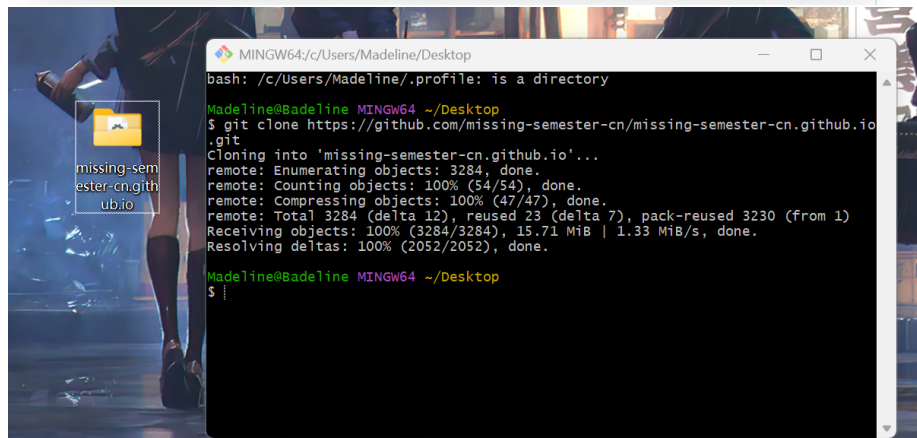 MINGW64:/c/Users/Madeline/Desktop
bash: /c/Users/Madeline/.profile: is a directory
Madeline@Badeline MINGW64 ~/Desktop
$ git clone https://github.com/missing-semester-cn/missing-semester-cn.github.io
.git
Cloning into 'missing-semester-cn.github.io'...
remote: Enumerating objects: 3284, done.
remote: Counting objects: 100% (54/54), done.
remote: Compressing objects: 100% (47/47), done.
remote: Total 3284 (delta 12), reused 23 (delta 7), pack-reused 3230 (from 1)
Receiving objects: 100% (3284/3284), 15.71 MiB | 1.33 MiB/s, done.
Resolving deltas: 100% (2052/2052), done.
Madeline@Badeline MINGW64 ~/Desktop
$
missing-sem
ester-cn.gith
ub.io